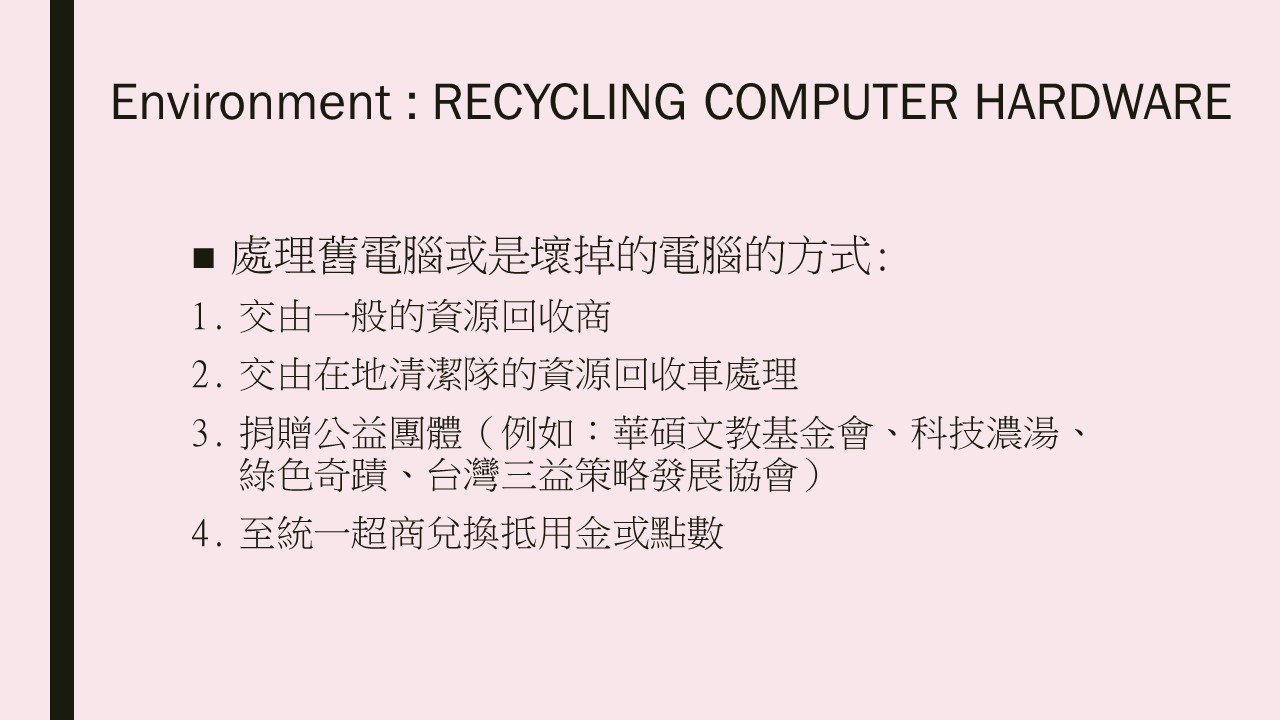 Environment : RECYCLING COMPUTER HARDWARE
■ 處理舊電腦或是壞掉的電腦的方式:
1. 交由一般的資源回收商
2. 交由在地清潔隊的資源回收車處理
3. 捐贈公益團體（例如：華碩文教基金會、科技濃湯、
綠色奇蹟、台灣三益策略發展協會）
4. 至統一超商兌換抵用金或點數